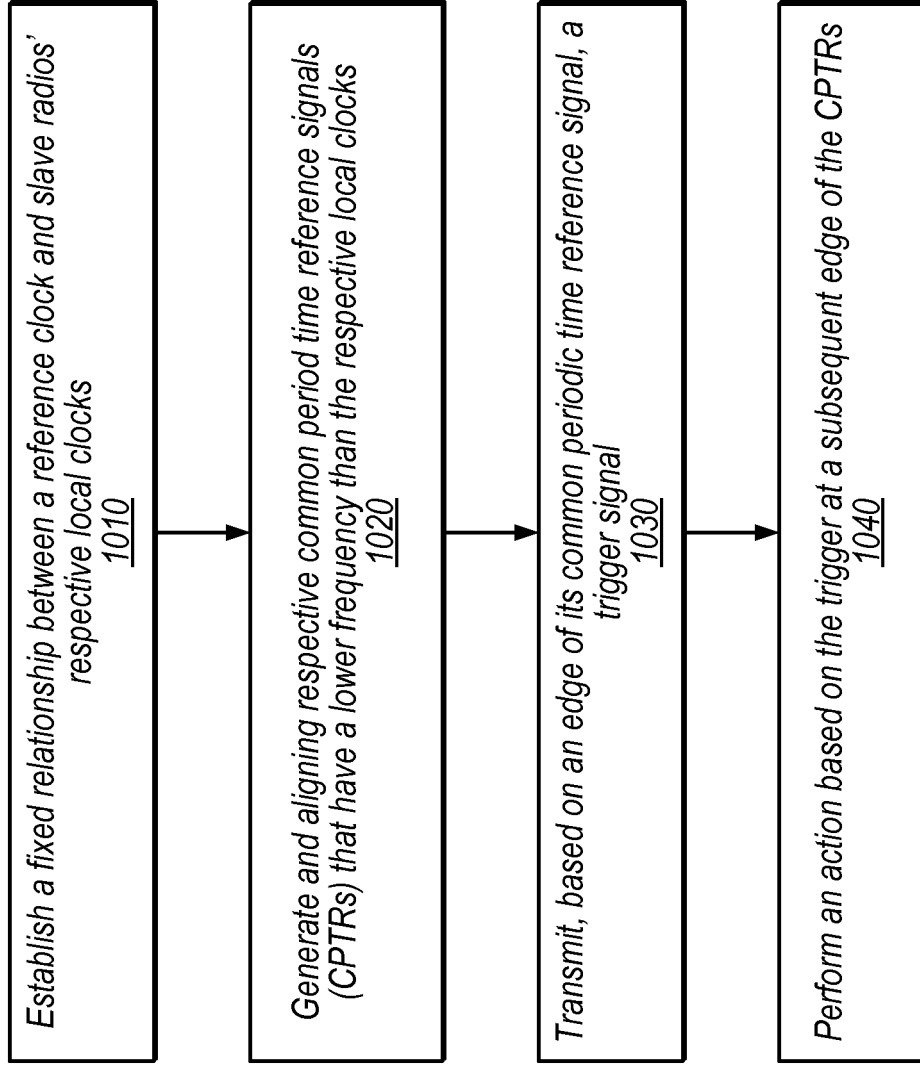 Establish a fixed relationship between a reference clock and slave radios'
respective local clocks
1010
Generate and aligning respective common period time reference signals
(CPTRs) that have a lower frequency than the respective local clocks
1020
Transmit, based on an edge of its common periodic time reference signal, a
trigger signal
1030
Perform an action based on the trigger at a subsequent edge of the CPTRs
1040